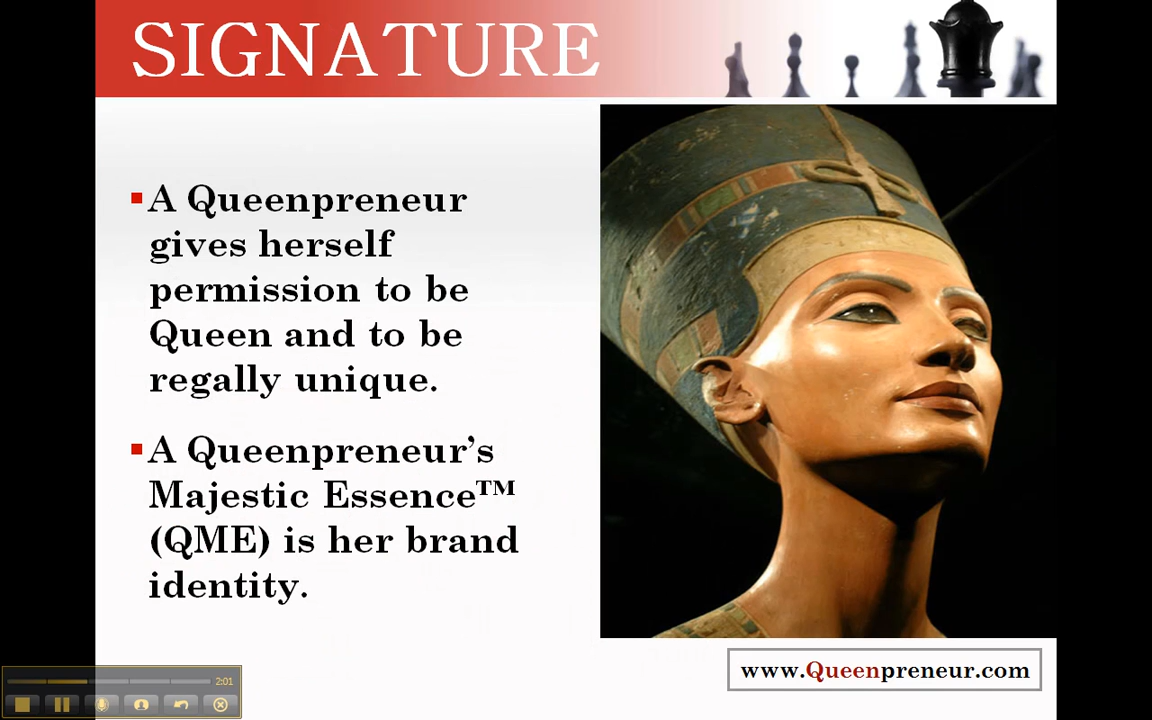 SIGNATURE
▪A Queenpreneur
gives herself
permission to be
Queen and to be
regally unique.
▪A Queenpreneur’s
Majestic Essence™
(QME) is her brand
identity.
www.Queenpreneur.com
2:01